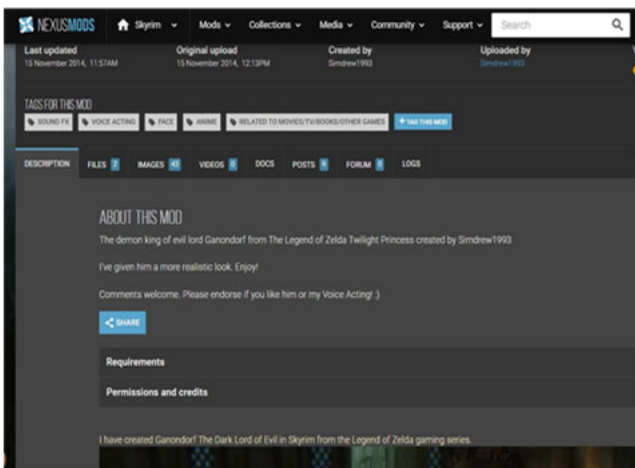 NEXUSMODS Skyrim Mods Collections Media Community Support Search
Last updated Original upload Created by Uploaded by
15 November 2014, 11:57AM 15 November 2014, 12:13PM Simdrew1993 Simdrew1993
TAGS FOR THIS MOD
SOUND FX VOICE ACTING FACE ANIME RELATED TO MOVIES/TV/BOOKS/OTHER GAMES + TAG THIS MOD
DESCRIPTION FILES 2 IMAGES 43 VIDEOS 0 DOCS POSTS 9 FORUM 0 LOGS
ABOUT THIS MOD
The demon king of evil lord Ganondorf from The Legend of Zelda Twilight Princess created by Simdrew1993
I've given him a more realistic look. Enjoy!
Comments welcome. Please endorse if you like him or my Voice Acting! :)
SHARE
Requirements
Permissions and credits
I have created Ganondorf The Dark Lord of Evil in Skyrim from the Legend of Zelda gaming series.